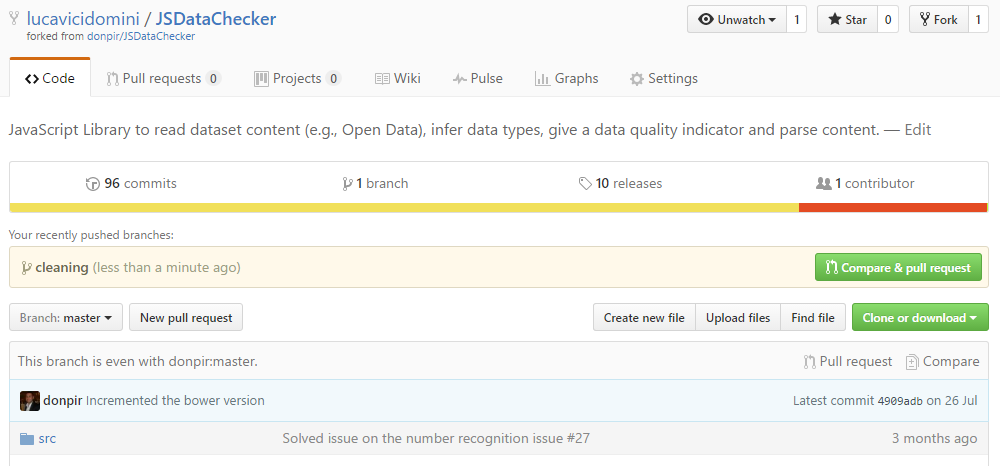 lucavicidomini / JSDataChecker
Unwatch 1 Star 0 Fork 1
forked from donpir/JSDataChecker
Code Pull requests 0 Projects 0 Wiki Pulse Graphs Settings
JavaScript Library to read dataset content (e.g., Open Data), infer data types, give a data quality indicator and parse content. — Edit
96 commits 1 branch 10 releases 1 contributor
Your recently pushed branches:
cleaning (less than a minute ago) Compare & pull request
Branch: master New pull request Create new file Upload files Find file Clone or download
This branch is even with donpir:master. Pull request Compare
donpir Incremented the bower version Latest commit 4909adb on 26 Jul
src Solved issue on the number recognition issue #27 3 months ago